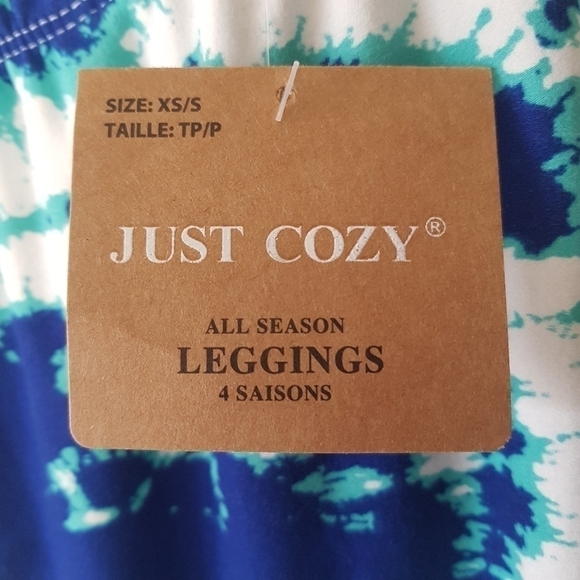 SIZE: XS/S
TAILLE: TP/P
JUST COZY®
ALL SEASON
LEGGINGS
4 SAISONS